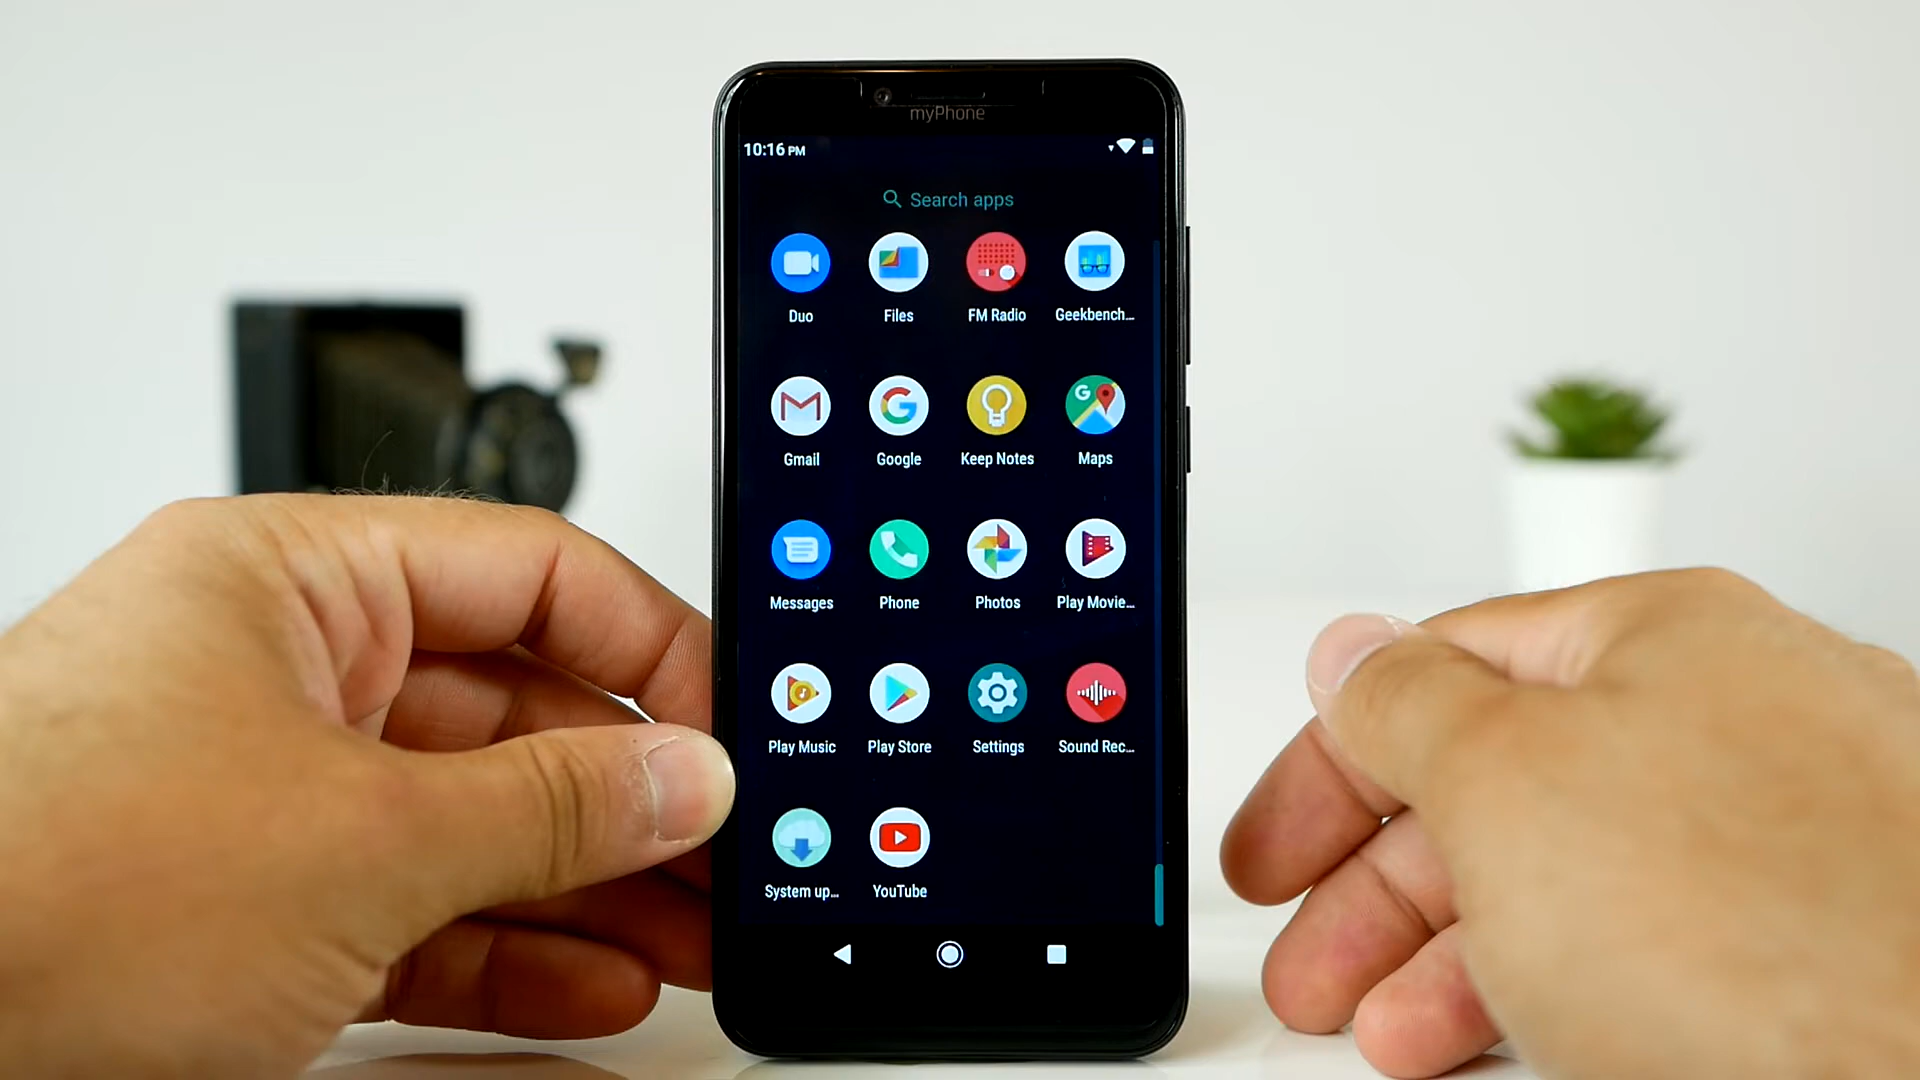 myPhone
10:16 PM
Search apps
Duo Files FM Radio Geekbench...
Gmail Google Keep Notes Maps
Messages Phone Photos Play Movie...
Play Music Play Store Settings Sound Rec...
System up... YouTube